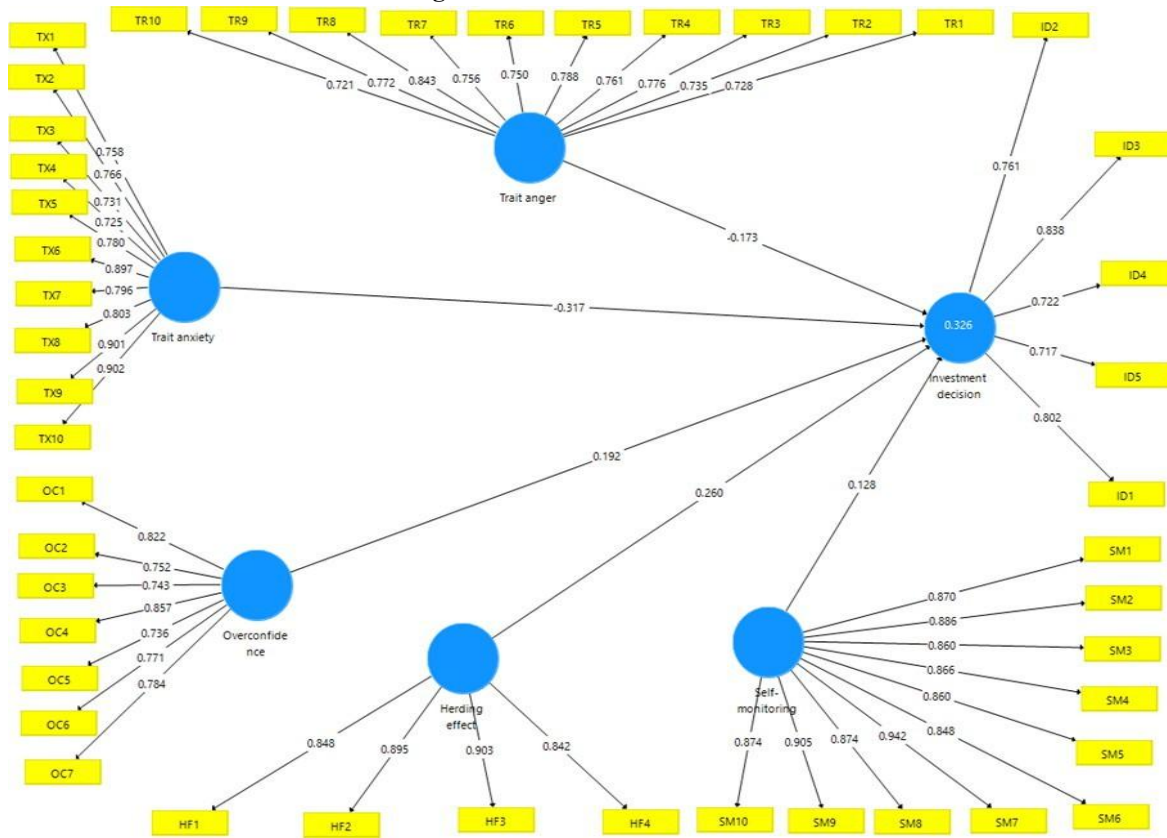 TR10
TR9
TR8
TR7
TR6
TR5
TR4
TR3
TR2
TR1
ID2
TX1
TX2
TX3
TX4
TX5
TX6
TX7
TX8
TX9
TX10
0.721
0.772
0.843
0.756
0.750
0.788
0.761
0.776
0.735
0.728
0.758
0.766
0.731
0.725
0.780
0.897
0.796
0.803
0.901
0.902
Trait anger
Trait anxiety
-0.173
-0.317
0.761
ID3
0.838
ID4
0.722
0.326
0.717
ID5
Investment
decision
0.802
ID1
OC1
OC2
OC3
OC4
OC5
OC6
OC7
0.822
0.752
0.743
0.857
0.736
0.771
0.784
Overconfide
nce
0.192
0.260
0.128
Herding
effect
0.848
0.895
0.903
0.842
HF1
HF2
HF3
HF4
Self-
monitoring
0.870
0.886
0.860
0.866
0.860
0.848
0.942
0.874
0.905
0.874
SM1
SM2
SM3
SM4
SM5
SM6
SM7
SM8
SM9
SM10